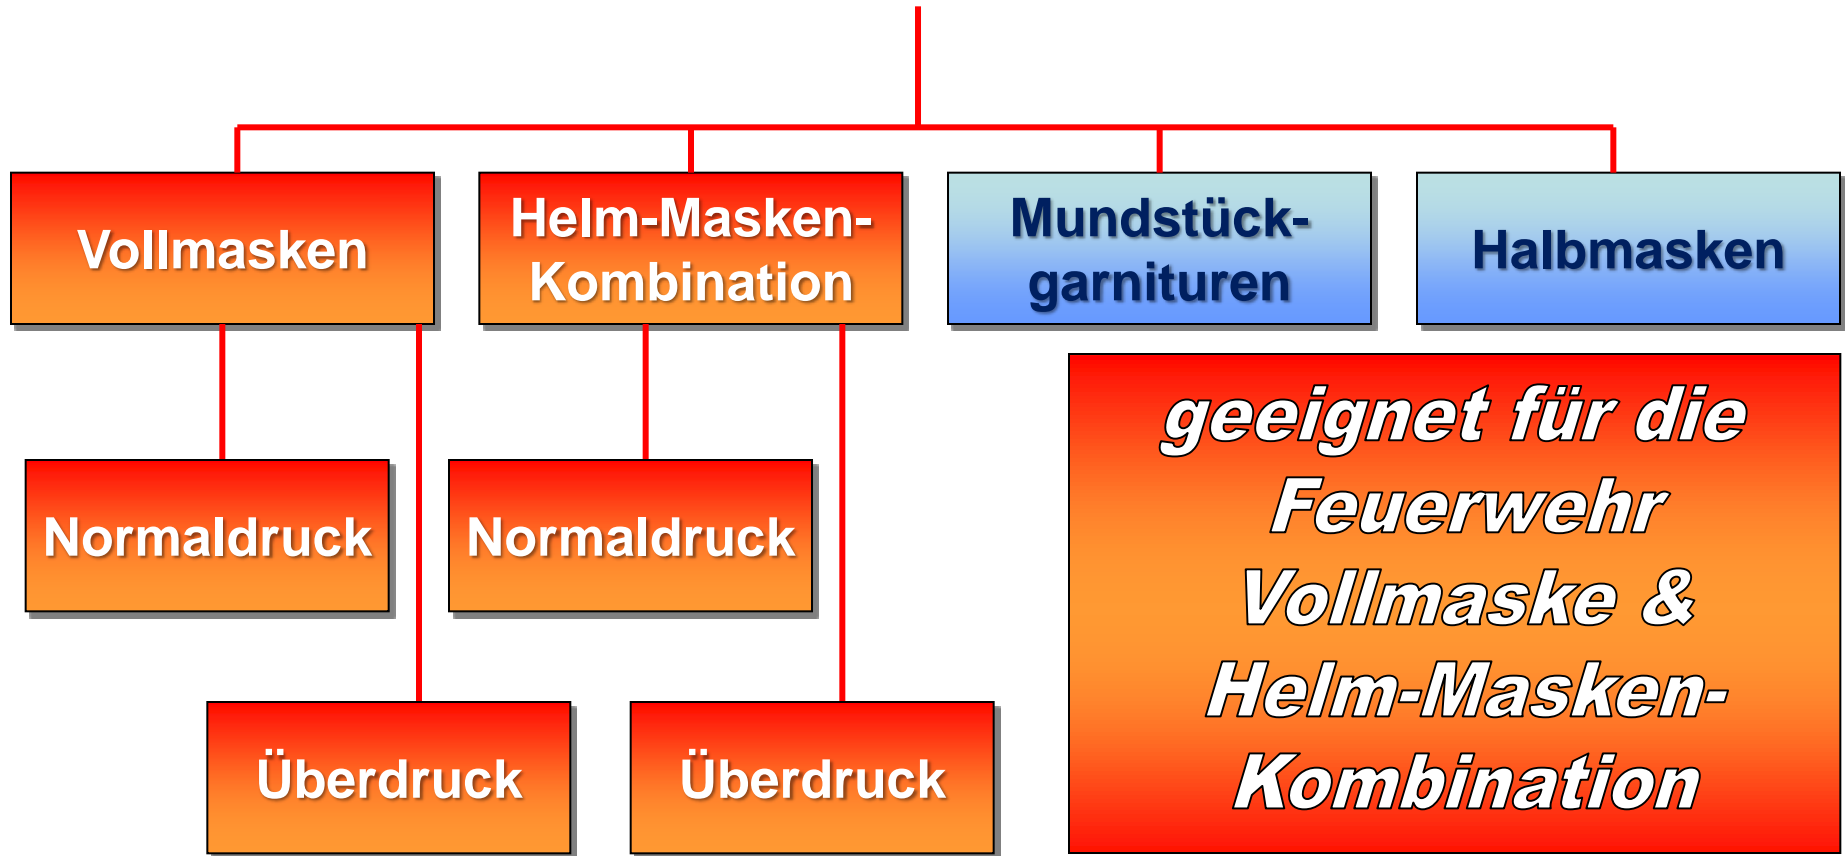 Vollmasken
Helm-Masken-
Kombination
Mundstück-
garnituren
Halbmasken
Normaldruck
Normaldruck
Überdruck
Überdruck
geeignet für die
Feuerwehr
Vollmaske &
Helm-Masken-
Kombination